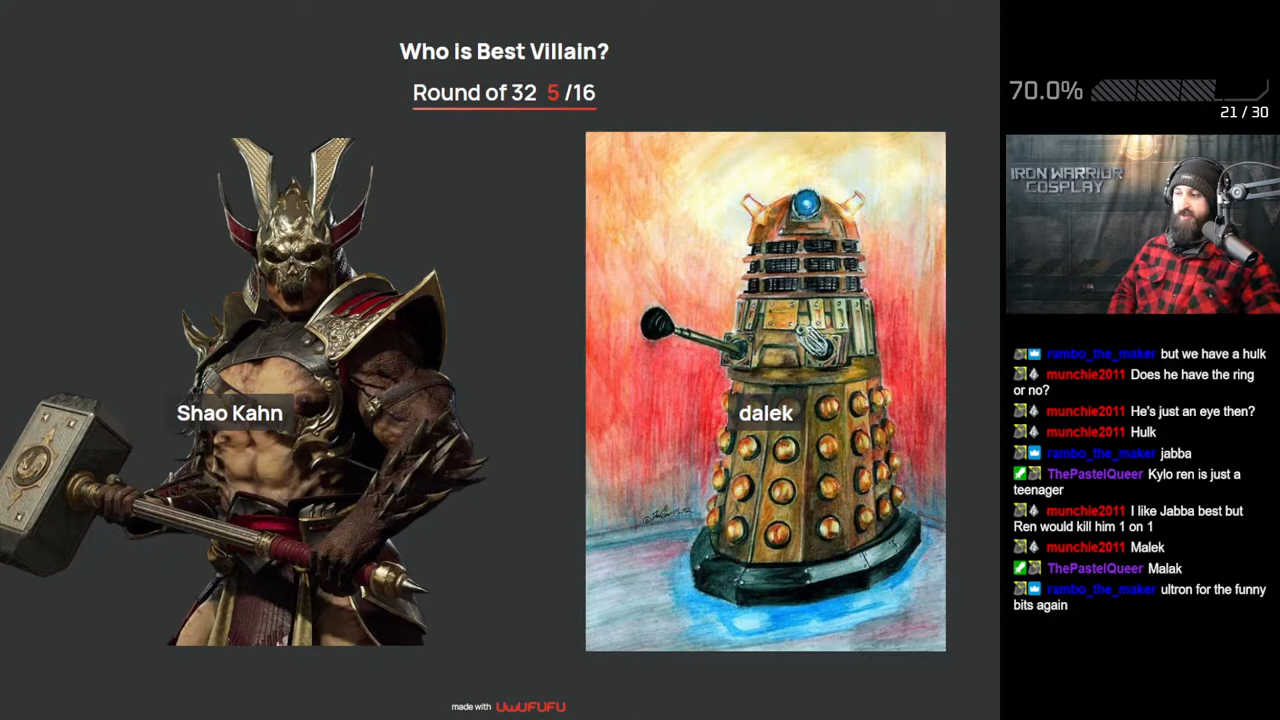 Who is Best Villain?
Round of 32 5 /16
70.0%
21 / 30
IRON WARRIOR
COSPLAY
Shao Kahn
dalek
rambo_the_maker but we have a hulk
munchie2011 Does he have the ring
or no?
munchie2011 He's just an eye then?
munchie2011 Hulk
rambo_the_maker jabba
ThePastelQueer Kylo ren is just a
teenager
munchie2011 I like Jabba best but
Ren would kill him 1 on 1
munchie2011 Malek
ThePastelQueer Malak
rambo_the_maker ultron for the funny
bits again
made with UWUFUFU